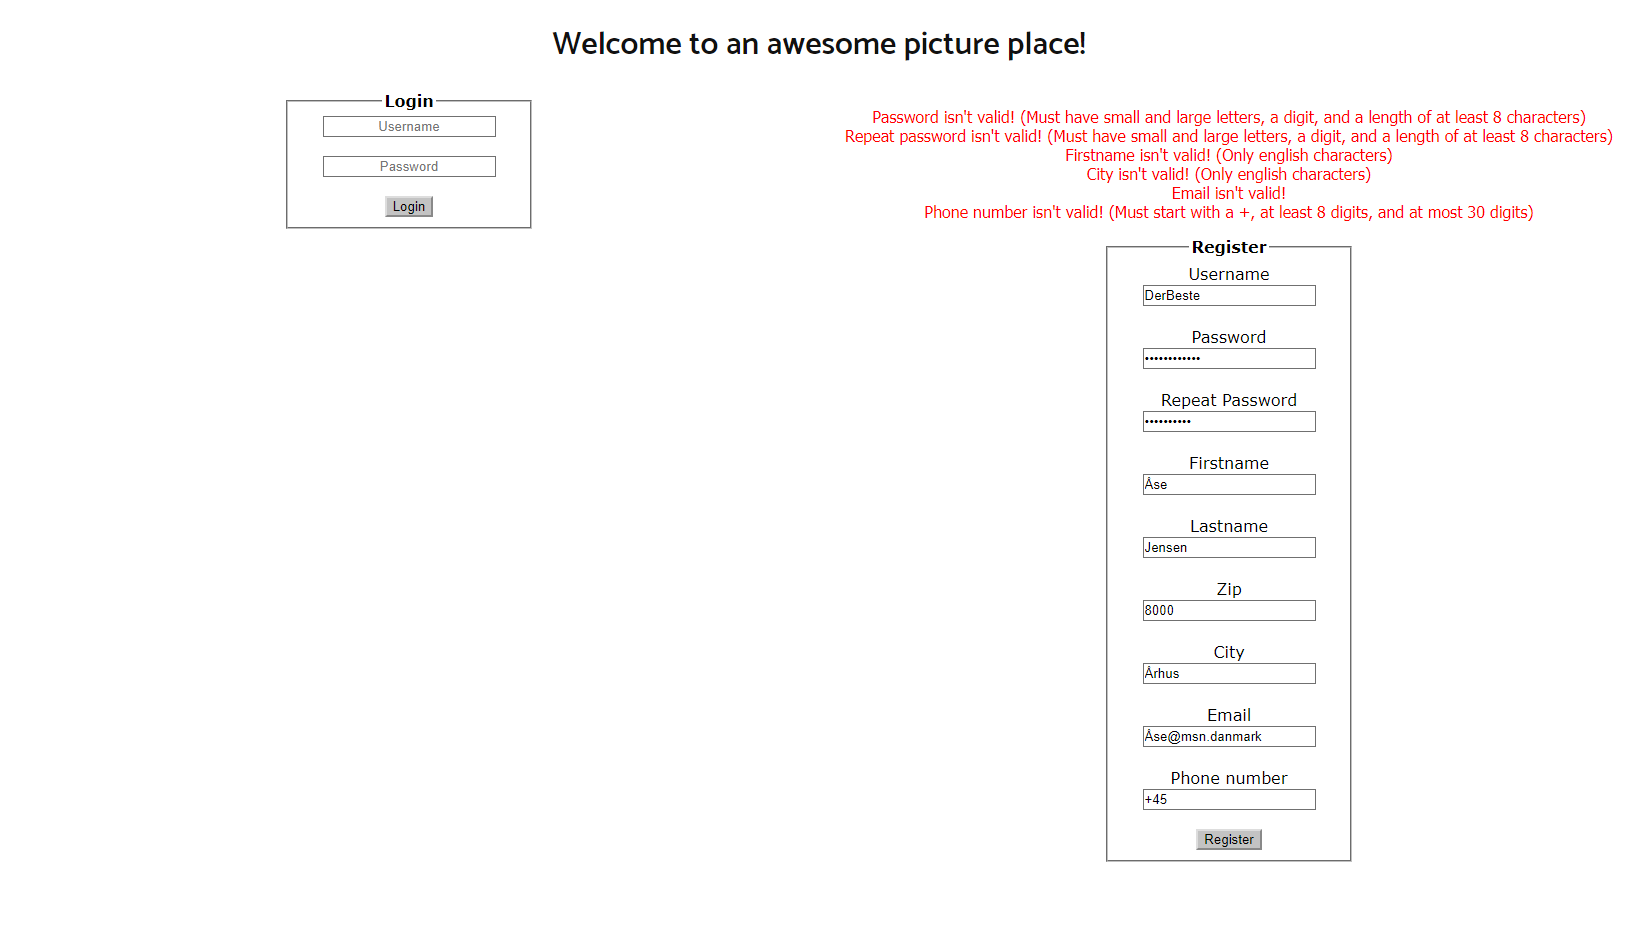 Welcome to an awesome picture place!
Login
Username
Password
Login
Password isn't valid! (Must have small and large letters, a digit, and a length of at least 8 characters)
Repeat password isn't valid! (Must have small and large letters, a digit, and a length of at least 8 characters)
Firstname isn't valid! (Only english characters)
City isn't valid! (Only english characters)
Email isn't valid!
Phone number isn't valid! (Must start with a +, at least 8 digits, and at most 30 digits)
Register
Username
DerBeste
Password
••••••••••••
Repeat Password
••••••••••
Firstname
Åse
Lastname
Jensen
Zip
8000
City
Århus
Email
Åse@msn.danmark
Phone number
+45
Register